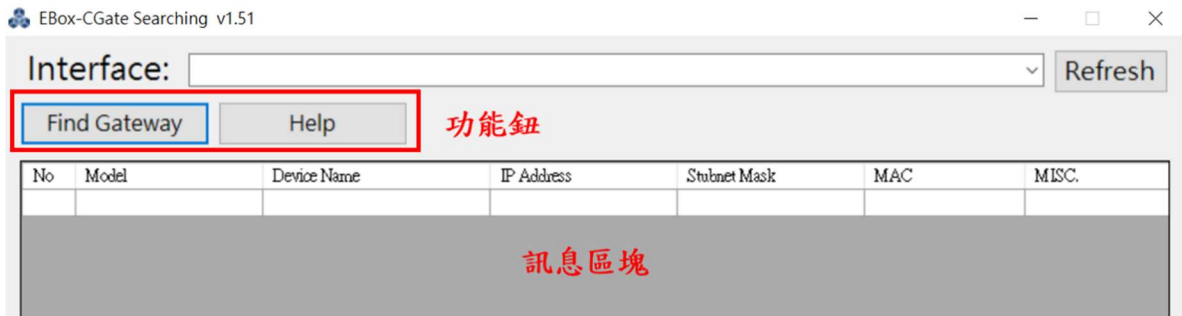 EBox-CGate Searching v1.51
Interface: Refresh
Find Gateway Help 功能鈕
No Model Device Name IP Address Stubnet Mask MAC MISC.
訊息區塊